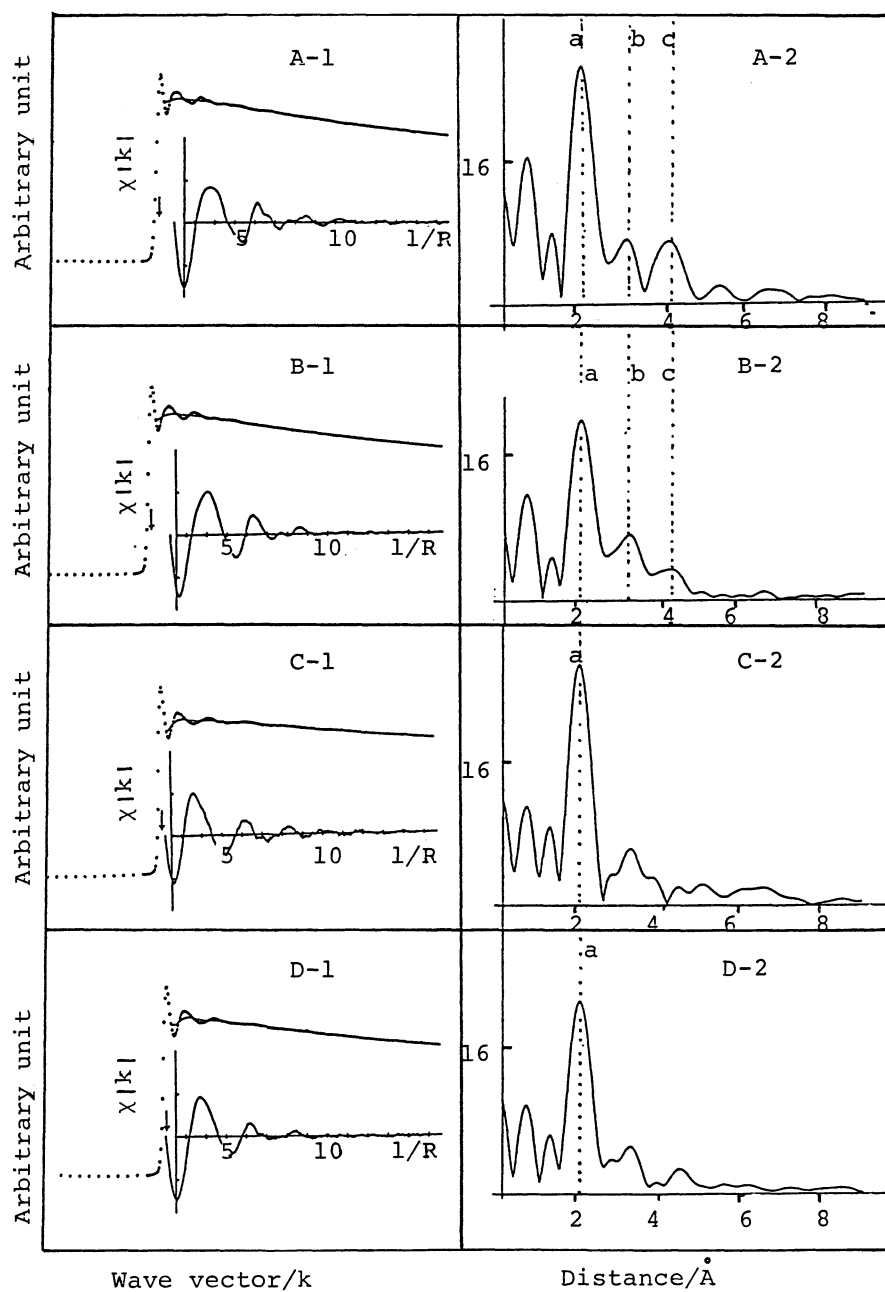 Arbitrary unit
A-1
χ|k|
5
10
1/R
a
b
c
A-2
16
2
4
6
8
Arbitrary unit
B-1
χ|k|
5
10
1/R
a
b
c
B-2
16
2
4
6
8
Arbitrary unit
C-1
χ|k|
5
10
1/R
a
C-2
16
2
4
6
8
Arbitrary unit
D-1
χ|k|
5
10
1/R
a
D-2
16
2
4
6
8
Wave vector/k
Distance/Å